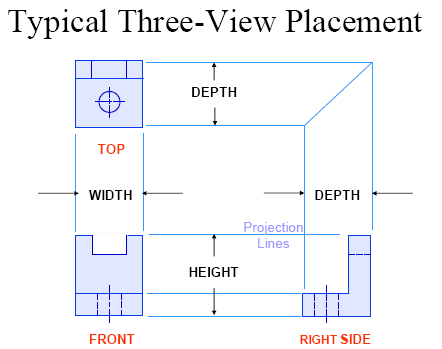 Typical Three-View Placement
DEPTH
TOP
WIDTH
DEPTH
Projection
Lines
HEIGHT
FRONT
RIGHT SIDE